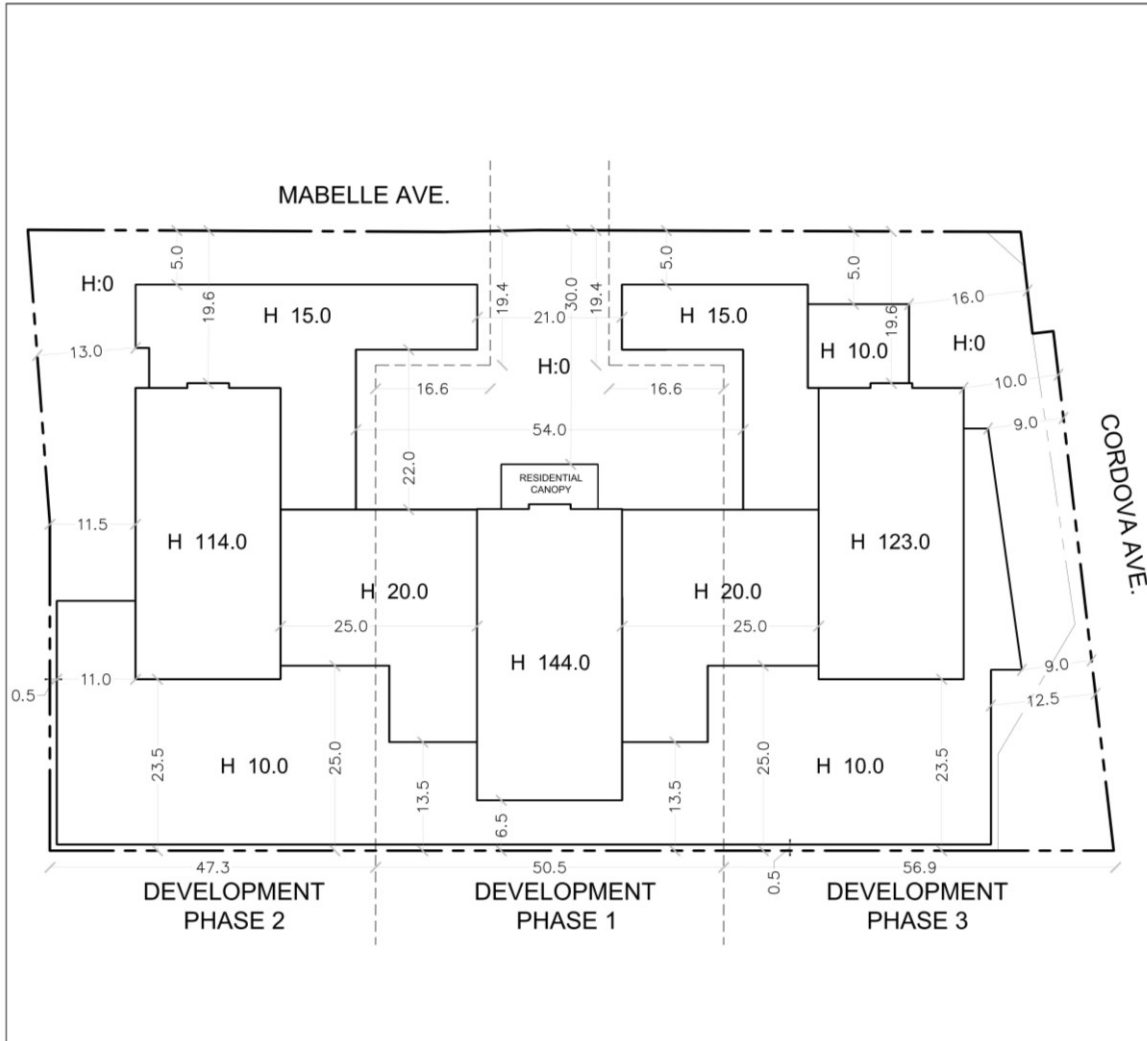 MABELLE AVE.
5.0
19.6
19.4
30.0
19.4
5.0
5.0
19.6
H:0
H 15.0
21.0
H 15.0
16.0
13.0
H:0
H 10.0
H:0
16.6
16.6
10.0
9.0
54.0
22.0
RESIDENTIAL
CANOPY
CORDOVA AVE.
11.5
H 114.0
H 123.0
H 20.0
H 20.0
25.0
25.0
H 144.0
0.5
11.0
9.0
12.5
23.5
H 10.0
25.0
13.5
6.5
13.5
25.0
H 10.0
23.5
47.3
50.5
0.5
56.9
DEVELOPMENT
PHASE 2
DEVELOPMENT
PHASE 1
DEVELOPMENT
PHASE 3